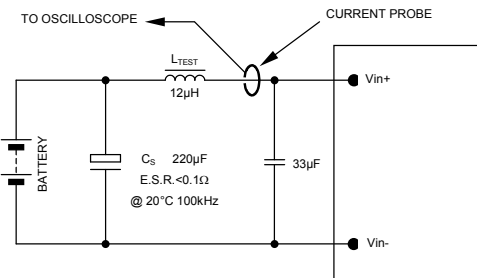 TO OSCILLOSCOPE
CURRENT PROBE
LTEST
12µH
Vin+
BATTERY
Cs 220µF
E.S.R.<0.1Ω
@ 20°C 100kHz
33µF
Vin-